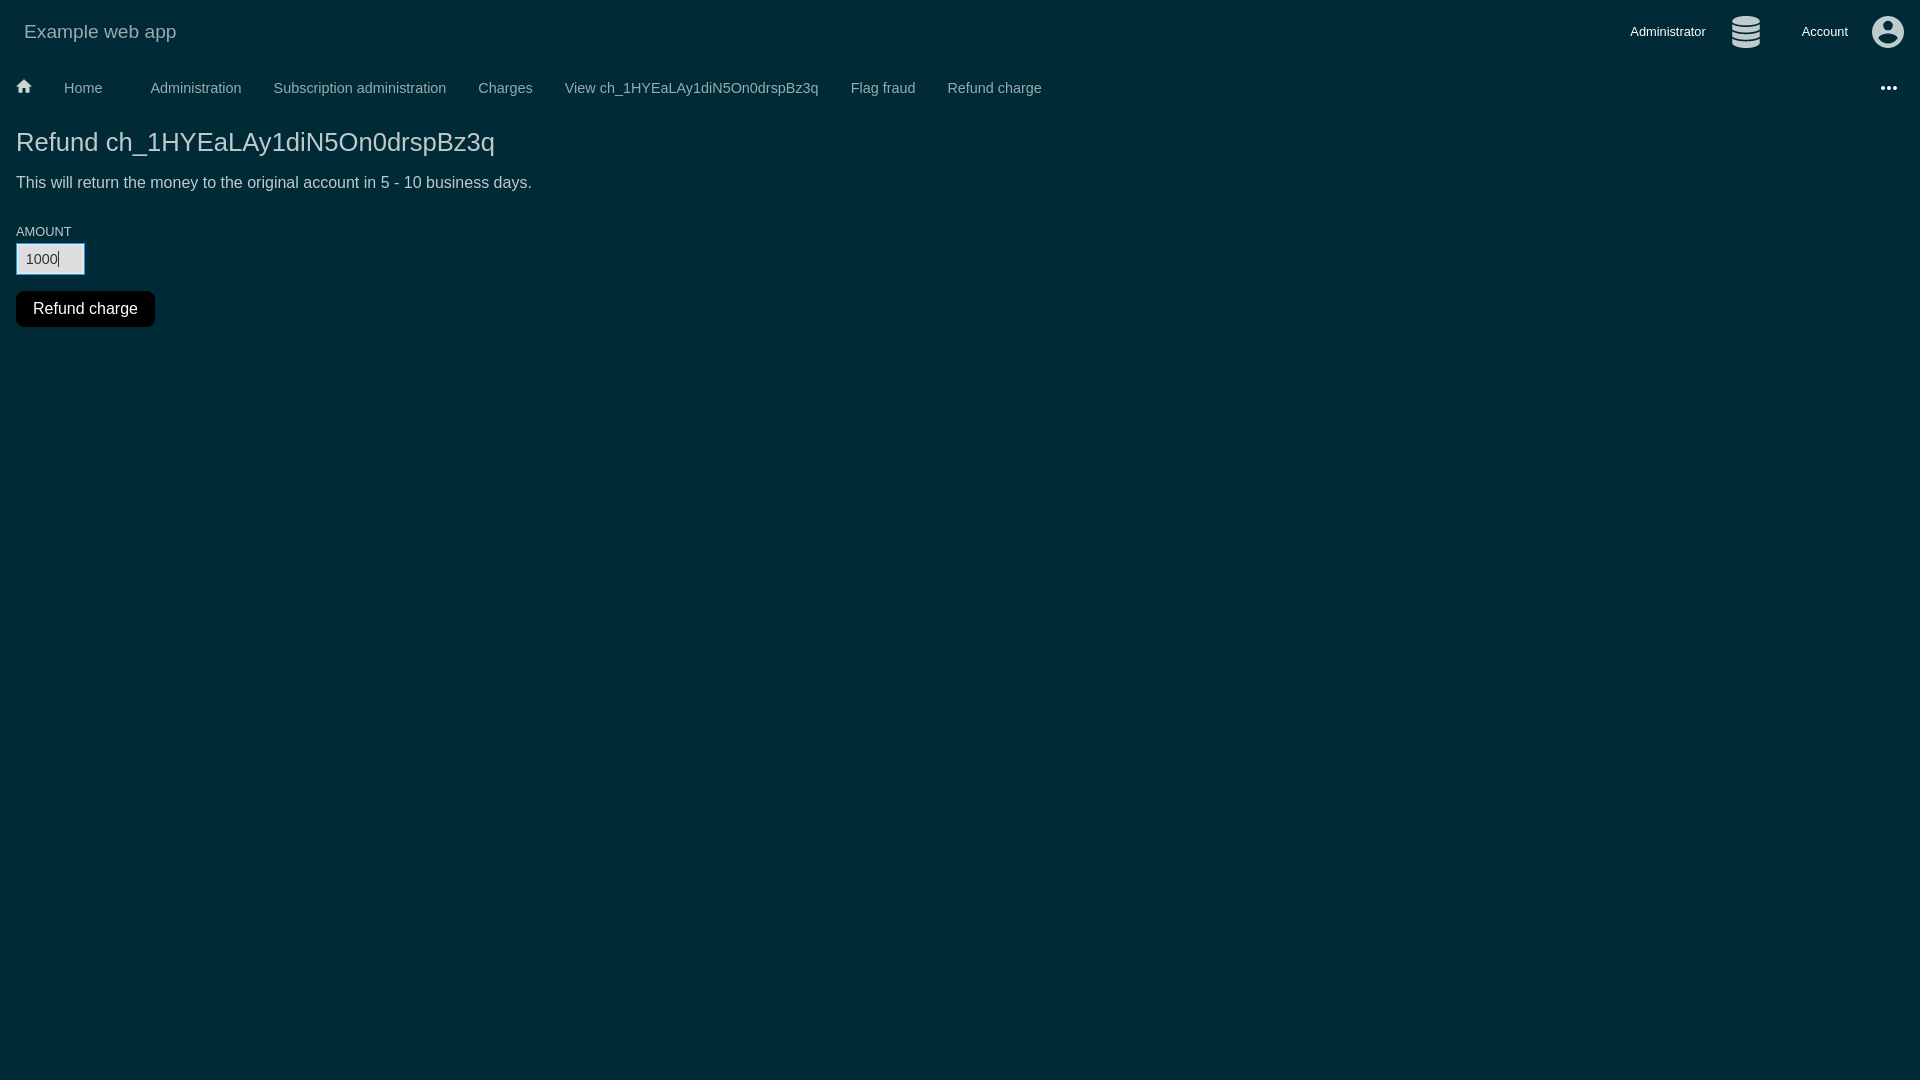 Example web app
Administrator
Account
Home
Administration
Subscription administration
Charges
View ch_1HYEaLAy1diN5On0drspBz3q
Flag fraud
Refund charge
Refund ch_1HYEaLAy1diN5On0drspBz3q
This will return the money to the original account in 5 - 10 business days.
AMOUNT
1000
Refund charge